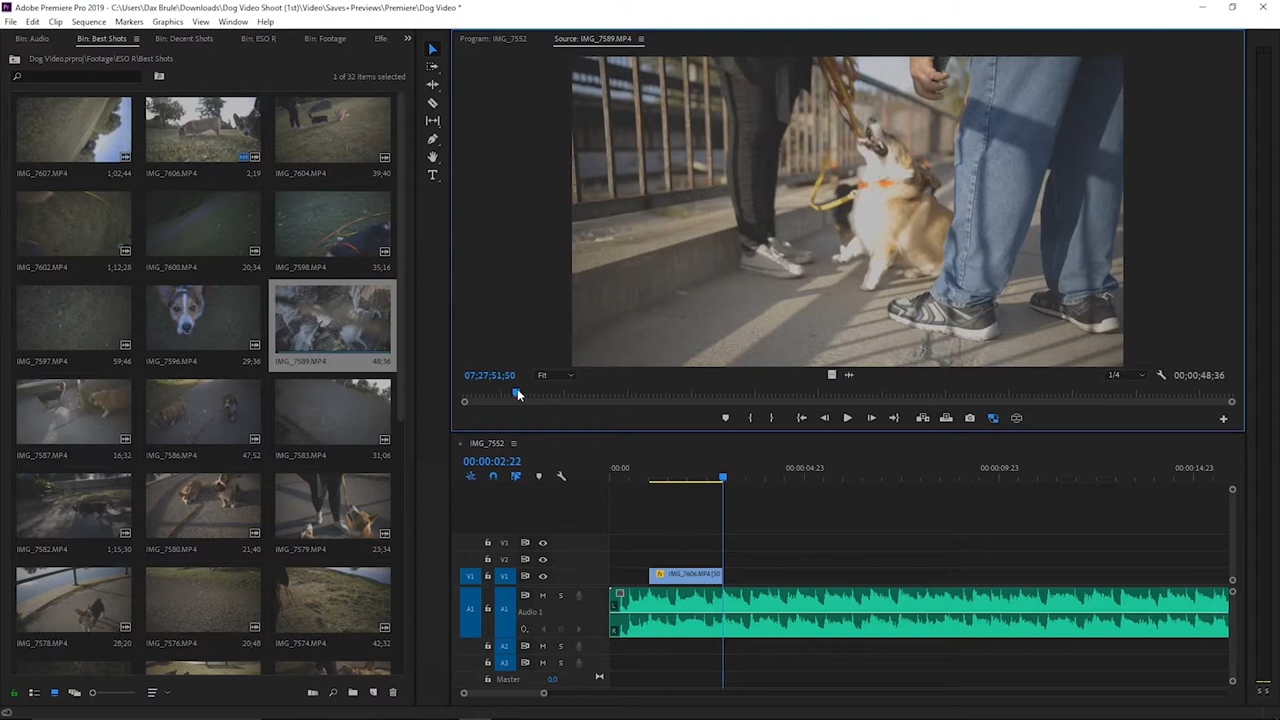 Adobe Premiere Pro 2019 - C:\Users\Dax Brule\Downloads\Dog Video Shoot (1st)\Video\Saves+Previews\Premiere\Dog Video *
File Edit Clip Sequence Markers Graphics View Window Help
Bin: Audio Bin: Best Shots Bin: Decent Shots Bin: ESO R Bin: Footage Effe
Program: IMG_7552 Source: IMG_7589.MP4
Dog Video.prproj\Footage\ESO R\Best Shots
1 of 32 items selected
IMG_7607.MP4 1;02;44 IMG_7606.MP4 2;19 IMG_7604.MP4 39;40
IMG_7602.MP4 1;12;28 IMG_7600.MP4 20;34 IMG_7598.MP4 35;16
IMG_7597.MP4 59;46 IMG_7596.MP4 29;36 IMG_7589.MP4 48;36
IMG_7587.MP4 16;32 IMG_7586.MP4 47;52 IMG_7583.MP4 31;06
IMG_7582.MP4 1;15;30 IMG_7580.MP4 21;40 IMG_7579.MP4 23;34
IMG_7578.MP4 28;20 IMG_7576.MP4 20;48 IMG_7574.MP4 42;32
07;27;51;50 Fit 1/4 00;00;48;36
IMG_7552
00:00:02:22
:00:00 00:00:04:23 00:00:09:23 00:00:14:23
V3
V2
V1 V1 IMG_7606.MP4 [50
A1 A1 M S
Audio 1
L
R
A2 M S
A3 M S
Master 0.0
S S